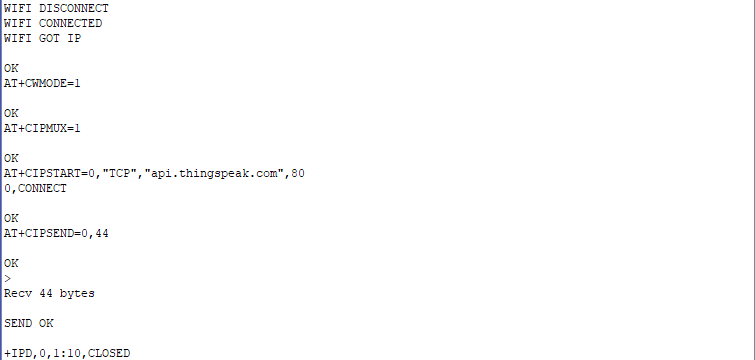 WIFI DISCONNECT
WIFI CONNECTED
WIFI GOT IP
OK
AT+CWMODE=1
OK
AT+CIPMUX=1
OK
AT+CIPSTART=0,"TCP","api.thingspeak.com",80
0,CONNECT
OK
AT+CIPSEND=0,44
OK
>
Recv 44 bytes
SEND OK
+IPD,0,1:10,CLOSED